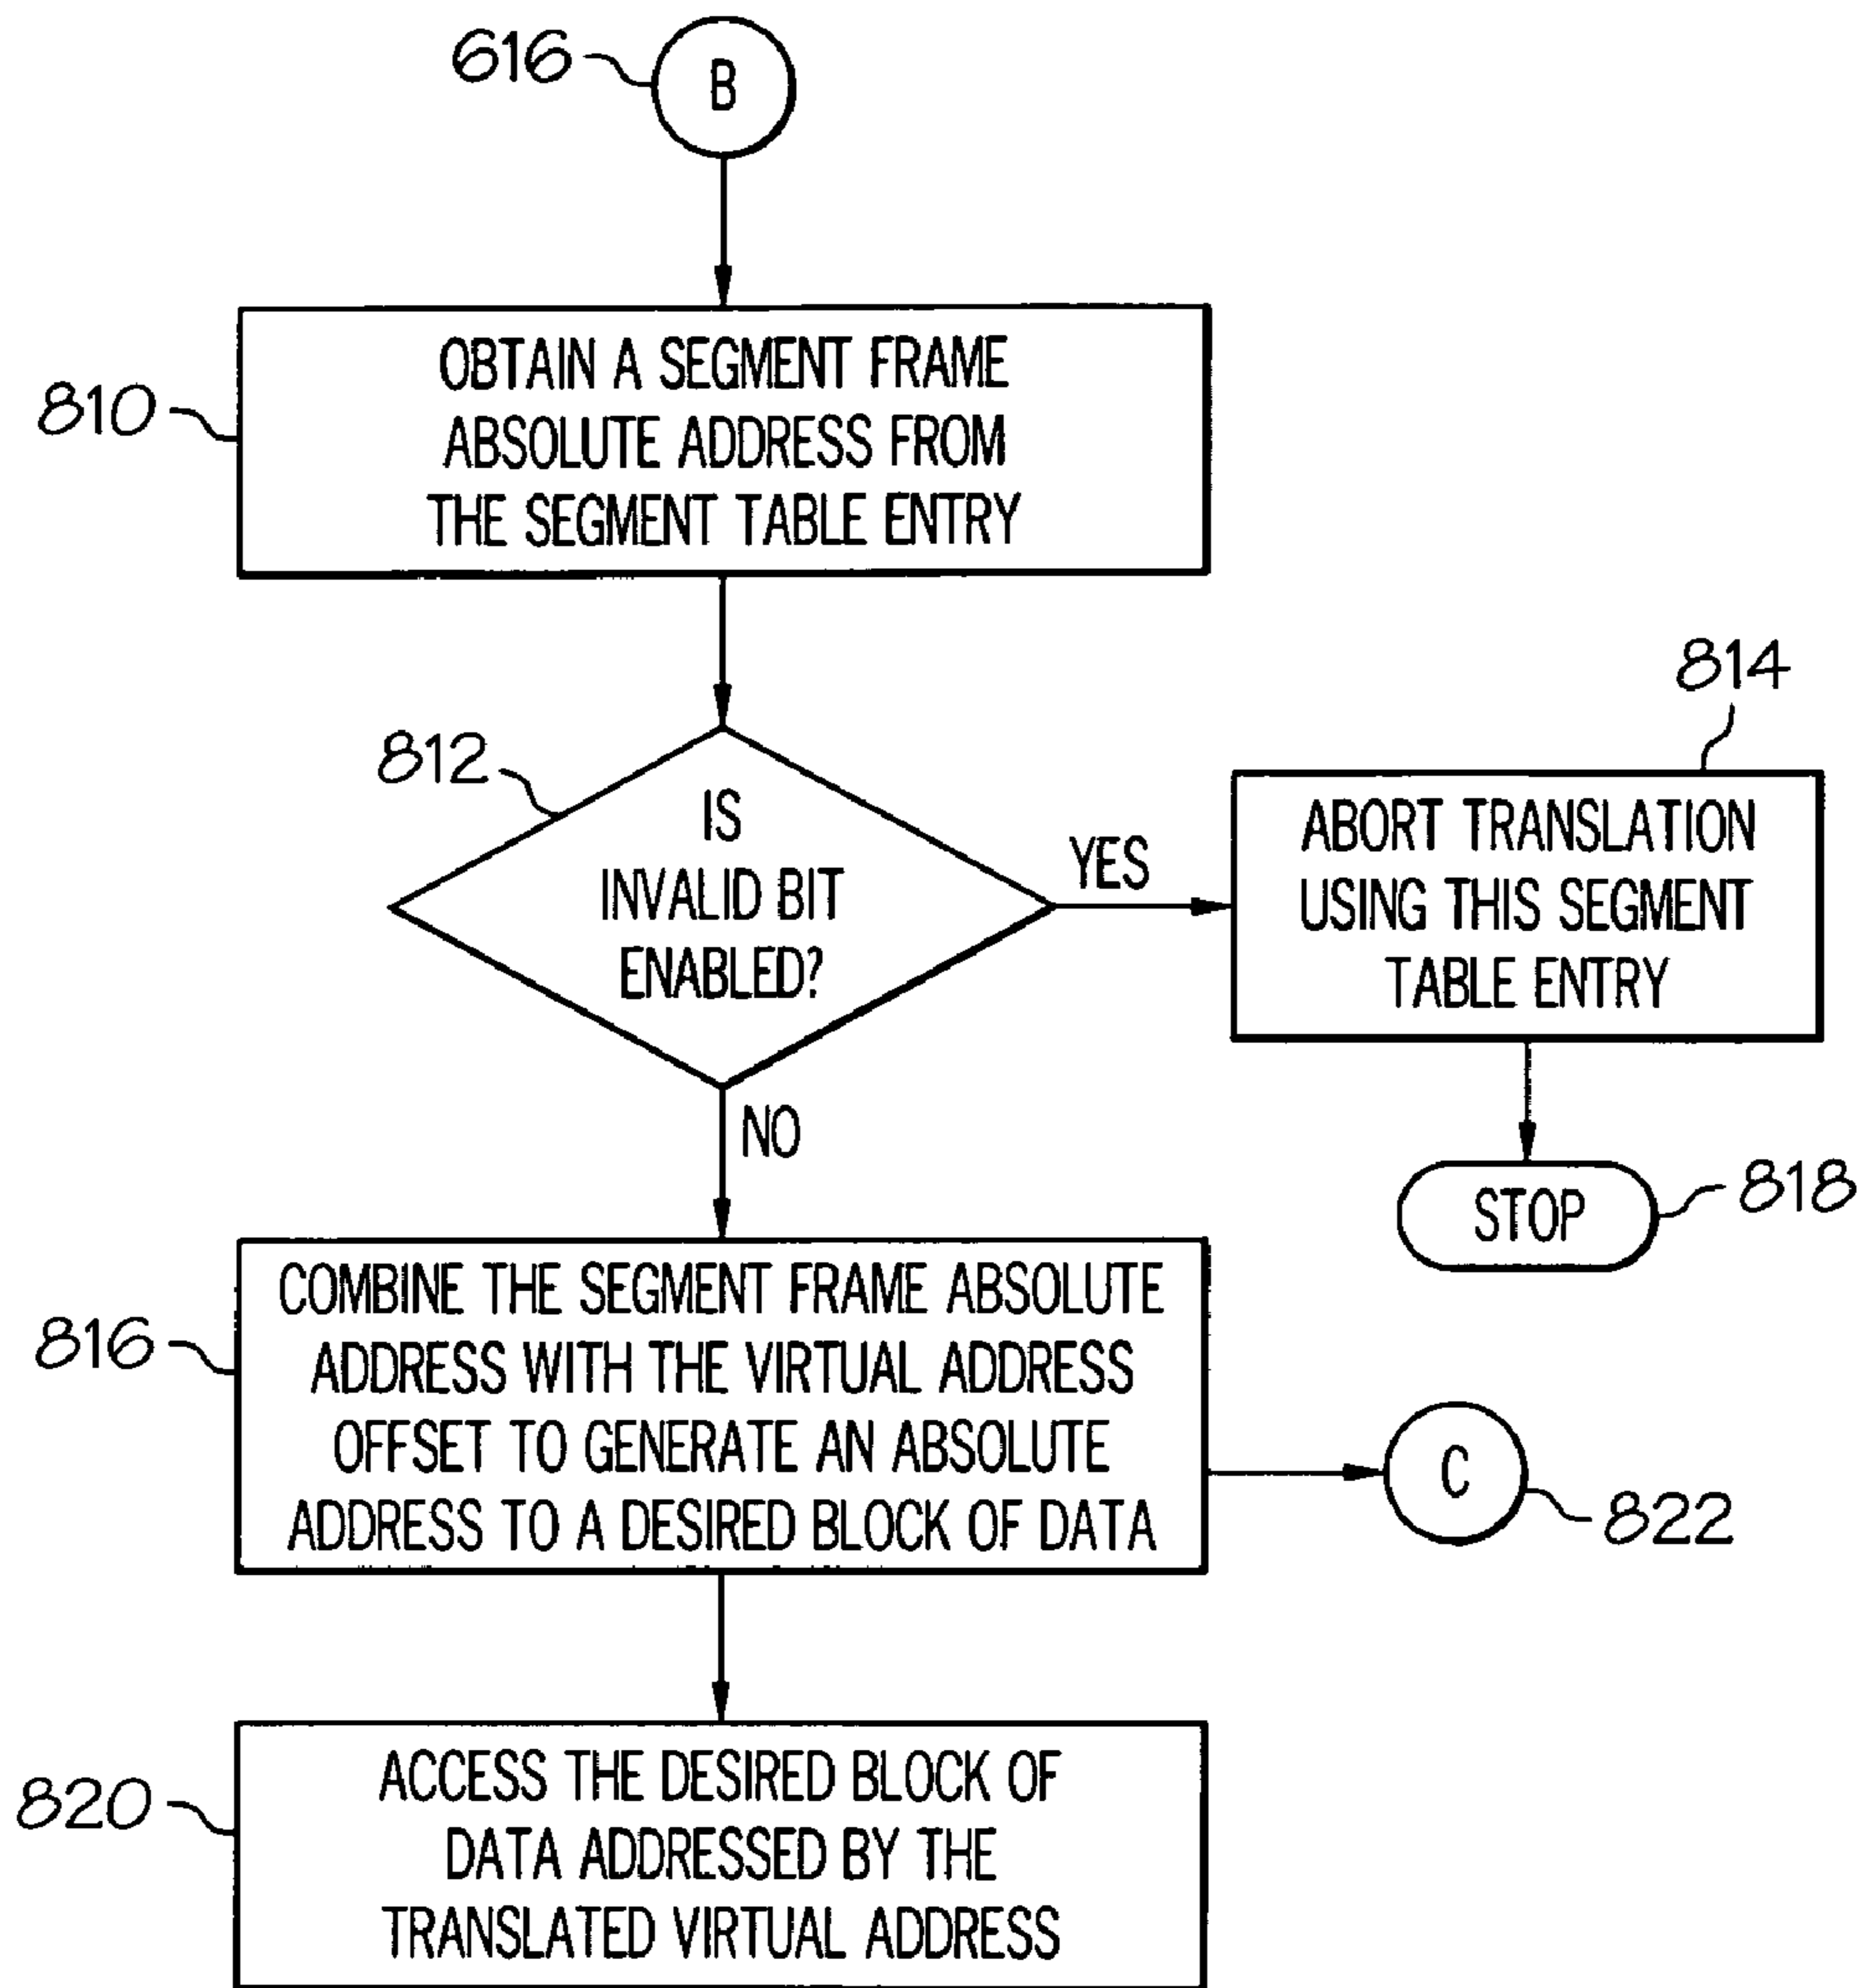 616
B
810
OBTAIN A SEGMENT FRAME
ABSOLUTE ADDRESS FROM
THE SEGMENT TABLE ENTRY
812
IS
INVALID BIT
ENABLED?
YES
814
ABORT TRANSLATION
USING THIS SEGMENT
TABLE ENTRY
STOP
818
NO
816
COMBINE THE SEGMENT FRAME ABSOLUTE
ADDRESS WITH THE VIRTUAL ADDRESS
OFFSET TO GENERATE AN ABSOLUTE
ADDRESS TO A DESIRED BLOCK OF DATA
C
822
820
ACCESS THE DESIRED BLOCK OF
DATA ADDRESSED BY THE
TRANSLATED VIRTUAL ADDRESS